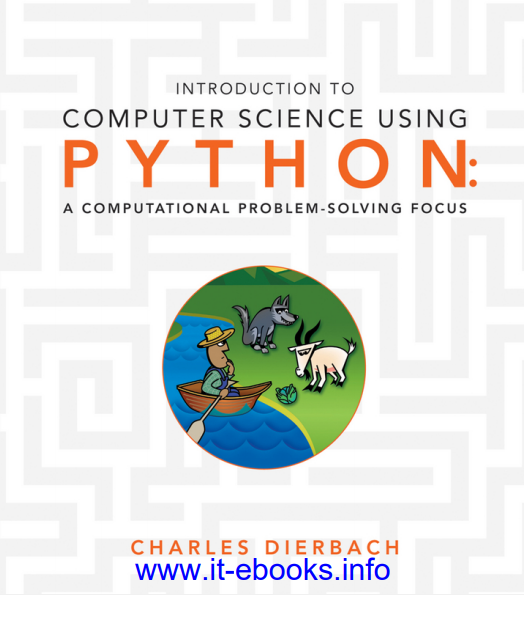 INTRODUCTION TO
COMPUTER SCIENCE USING
PYTHON:
A COMPUTATIONAL PROBLEM-SOLVING FOCUS
CHARLES DIERBACH
www.it-ebooks.info